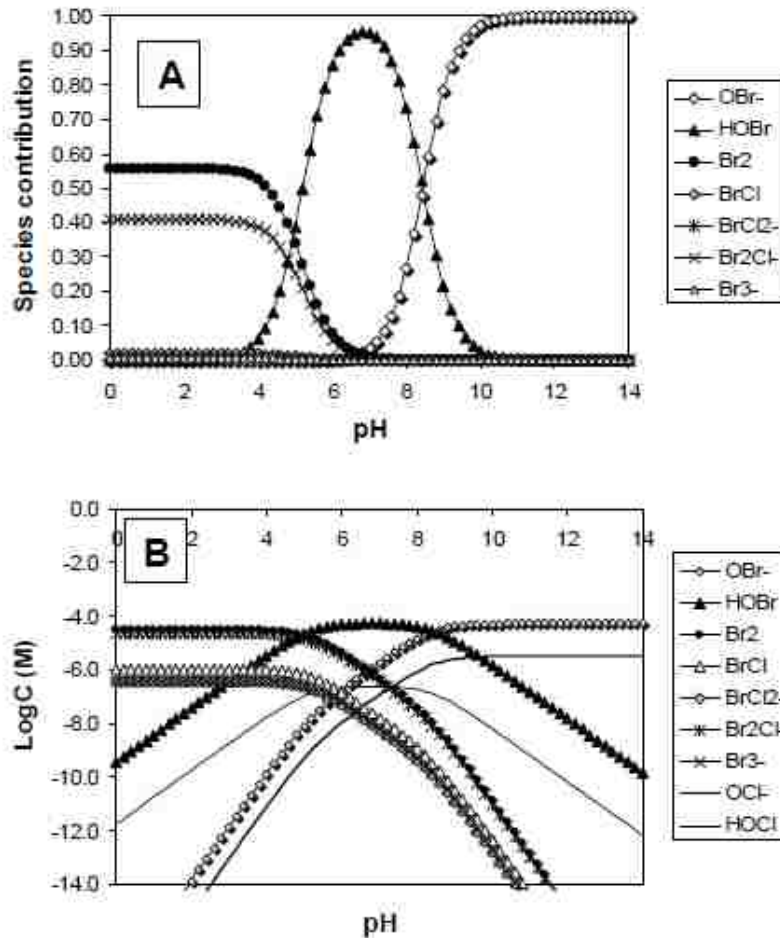 A
Species contribution
1.00
0.90
0.80
0.70
0.60
0.50
0.40
0.30
0.20
0.10
0.00
0 2 4 6 8 10 12 14
pH
OBr-
HOBr
Br2
BrCl
BrCl2-
Br2Cl-
Br3-
B
LogC (M)
0.0
-2.0
-4.0
-6.0
-8.0
-10.0
-12.0
-14.0
0 2 4 6 8 10 12 14
pH
OBr-
HOBr
Br2
BrCl
BrCl2-
Br2Cl-
Br3-
OCl-
HOCl